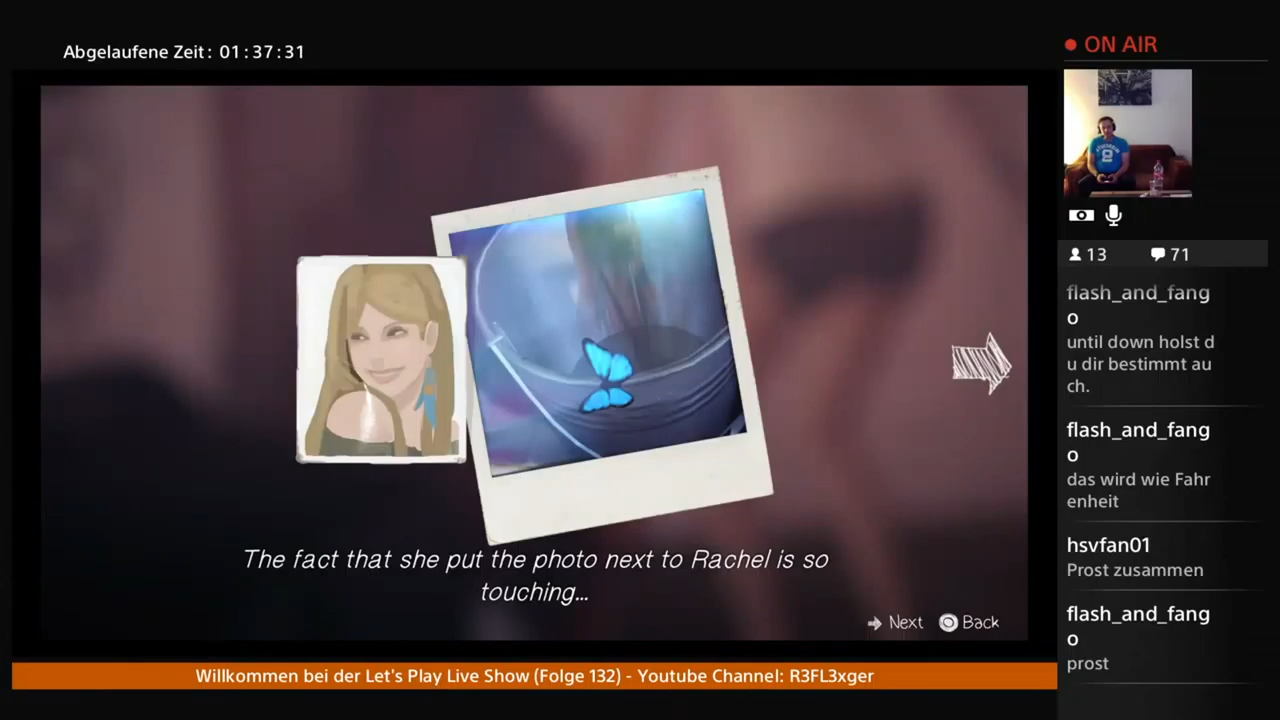 Abgelaufene Zeit: 01:37:31
ON AIR
13
71
flash_and_fang
o
until down holst d
u dir bestimmt au
ch.
flash_and_fang
o
das wird wie Fahr
enheit
hsvfan01
Prost zusammen
flash_and_fang
o
prost
The fact that she put the photo next to Rachel is so
touching...
Next
Back
Willkommen bei der Let's Play Live Show (Folge 132) - Youtube Channel: R3FL3xger